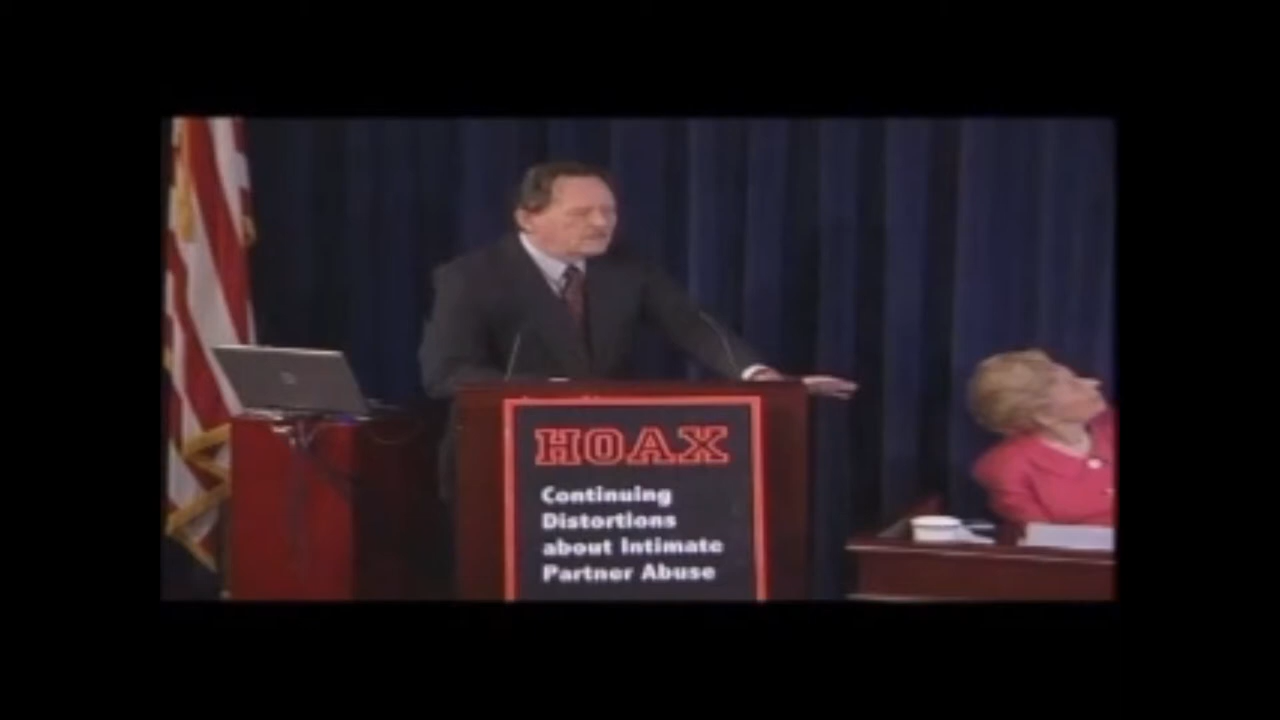 HOAX
Continuing
Distortions
about Intimate
Partner Abuse